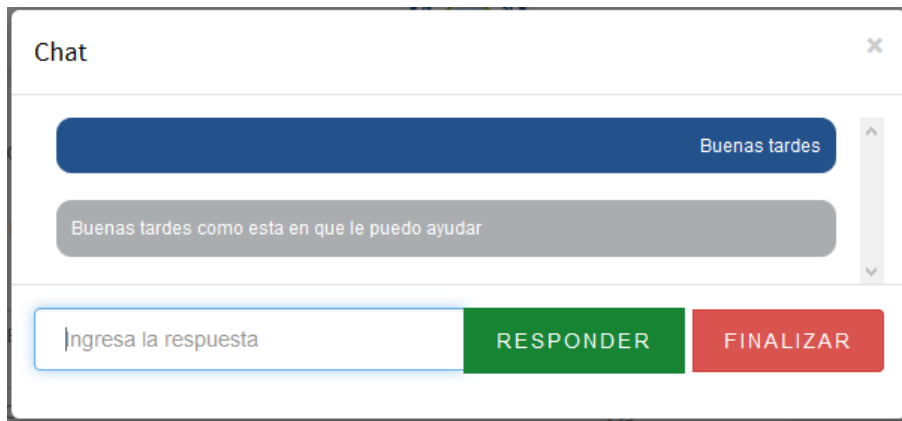 Chat
×
Buenas tardes
Buenas tardes como esta en que le puedo ayudar
Ingresa la respuesta
RESPONDER
FINALIZAR